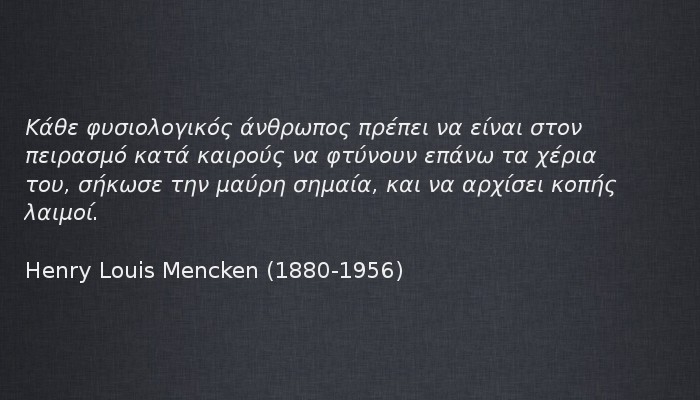 Κάθε φυσιολογικός άνθρωπος πρέπει να είναι στον
πειρασμό κατά καιρούς να φτύνουν επάνω τα χέρια
του, σήκωσε την μαύρη σημαία, και να αρχίσει κοπής
λαιμοί.
Henry Louis Mencken (1880-1956)